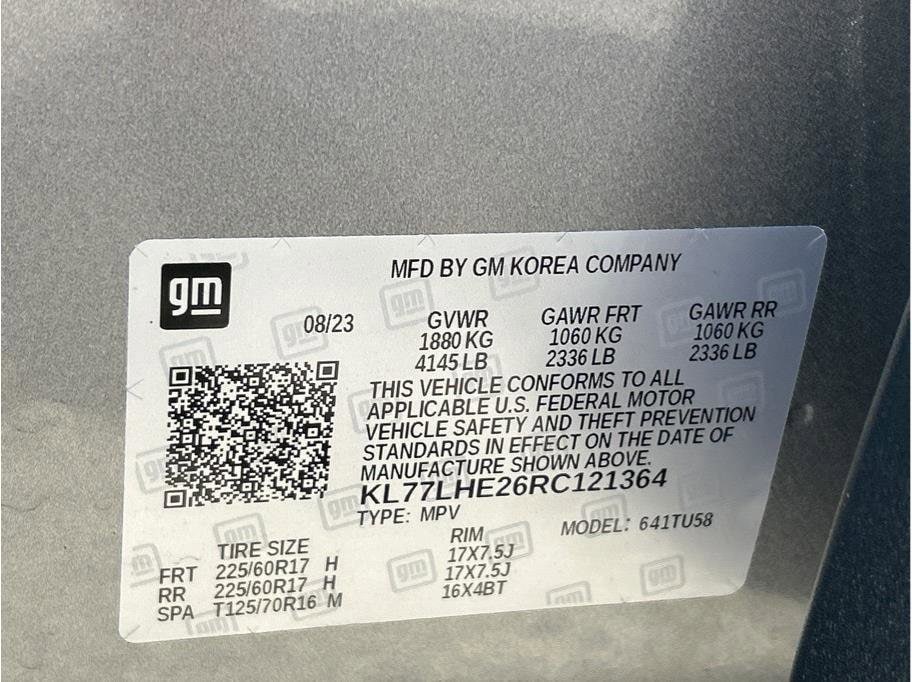 gm
MFD BY GM KOREA COMPANY
08/23
GVWR GAWR FRT GAWR RR
1880 KG 1060 KG 1060 KG
4145 LB 2336 LB 2336 LB
THIS VEHICLE CONFORMS TO ALL
APPLICABLE U.S. FEDERAL MOTOR
VEHICLE SAFETY AND THEFT PREVENTION
STANDARDS IN EFFECT ON THE DATE OF
MANUFACTURE SHOWN ABOVE.
KL77LHE26RC121364
TYPE: MPV MODEL: 641TU58
TIRE SIZE RIM
FRT 225/60R17 H 17X7.5J
RR 225/60R17 H 17X7.5J
SPA T125/70R16 M 16X4BT